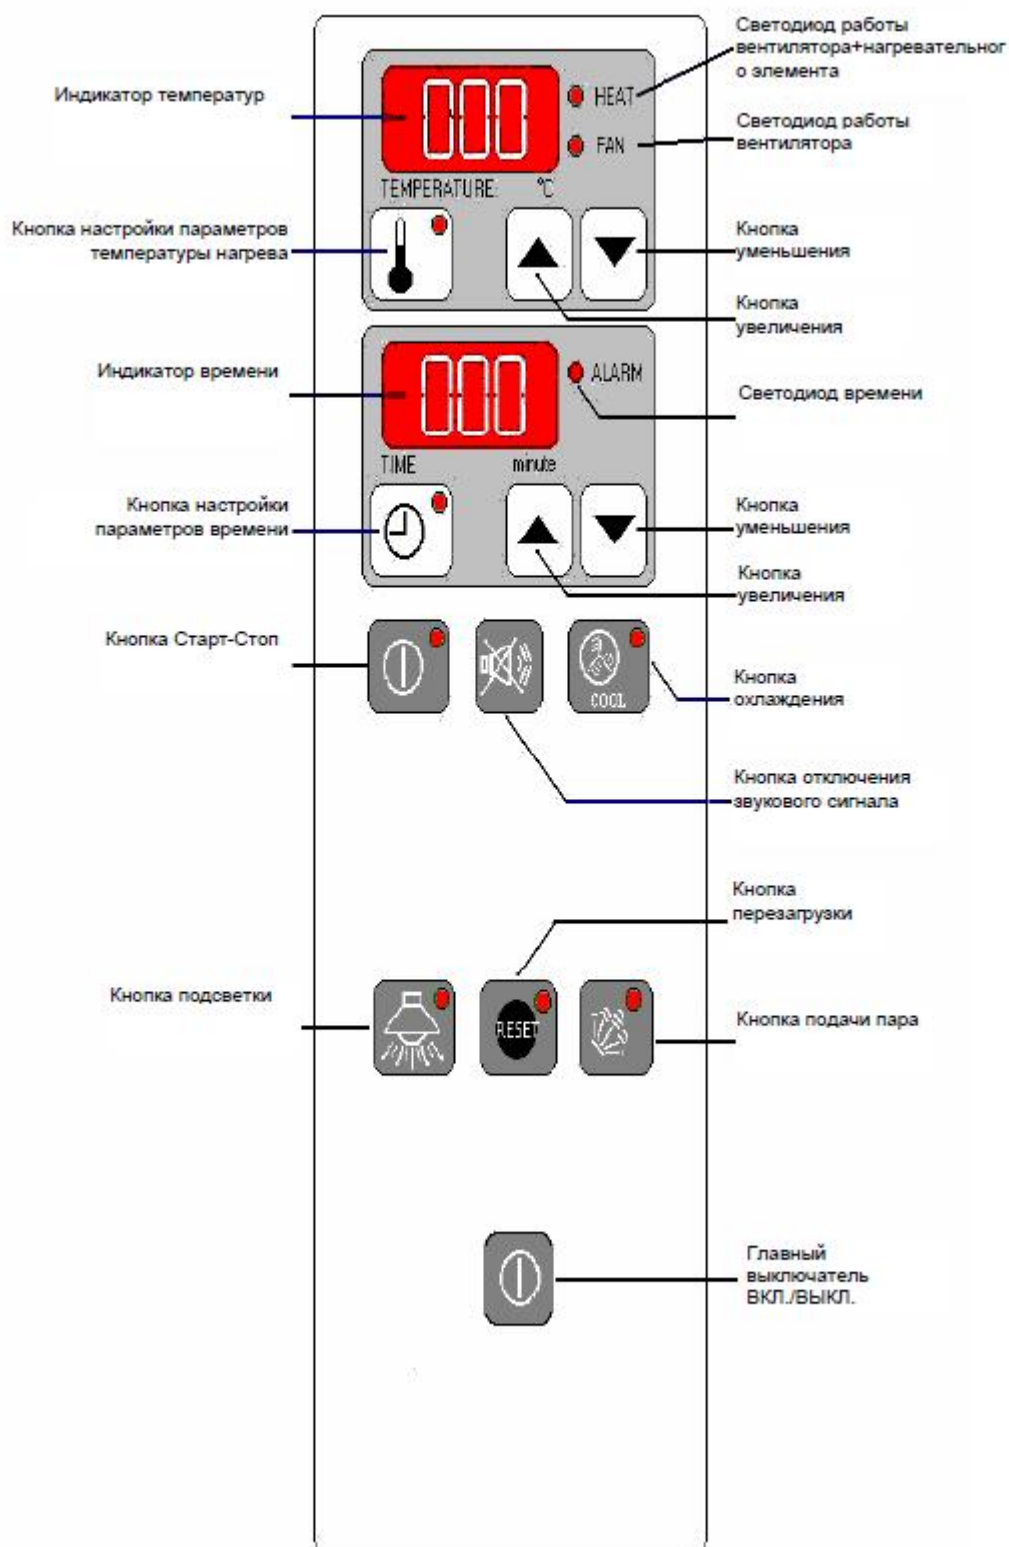 Светодиод работы
вентилятора+нагревательног
о элемента
Индикатор температур
000
HEAT
Светодиод работы
вентилятора
FAN
TEMPERATURE: °C
Кнопка настройки параметров
температуры нагрева
Кнопка
уменьшения
Кнопка
увеличения
Индикатор времени
000
ALARM
Светодиод времени
TIME minute
Кнопка настройки
параметров времени
Кнопка
уменьшения
Кнопка
увеличения
Кнопка Старт-Стоп
COOL
Кнопка
охлаждения
Кнопка отключения
звукового сигнала
Кнопка
перезагрузки
Кнопка подсветки
RESET
Кнопка подачи пара
Главный
выключатель
ВКЛ./ВЫКЛ.